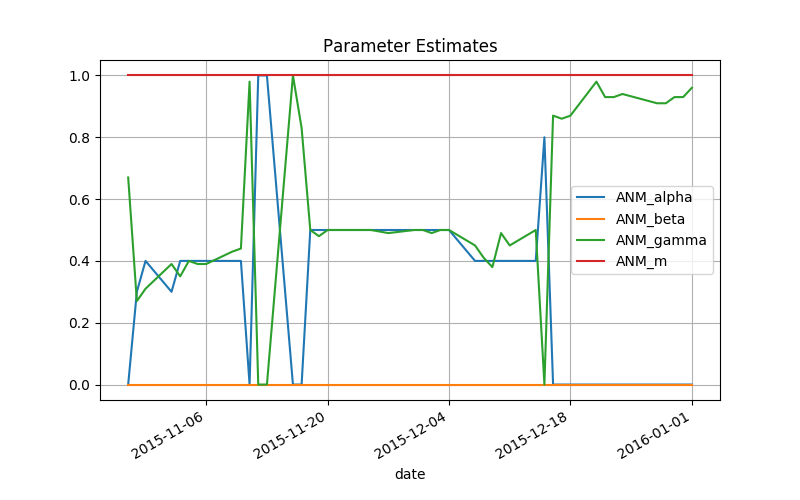 Parameter Estimates
1.0
0.8
0.6
0.4
0.2
0.0
ANM_alpha
ANM_beta
ANM_gamma
ANM_m
2015-11-06
2015-11-20
2015-12-04
2015-12-18
2016-01-01
date